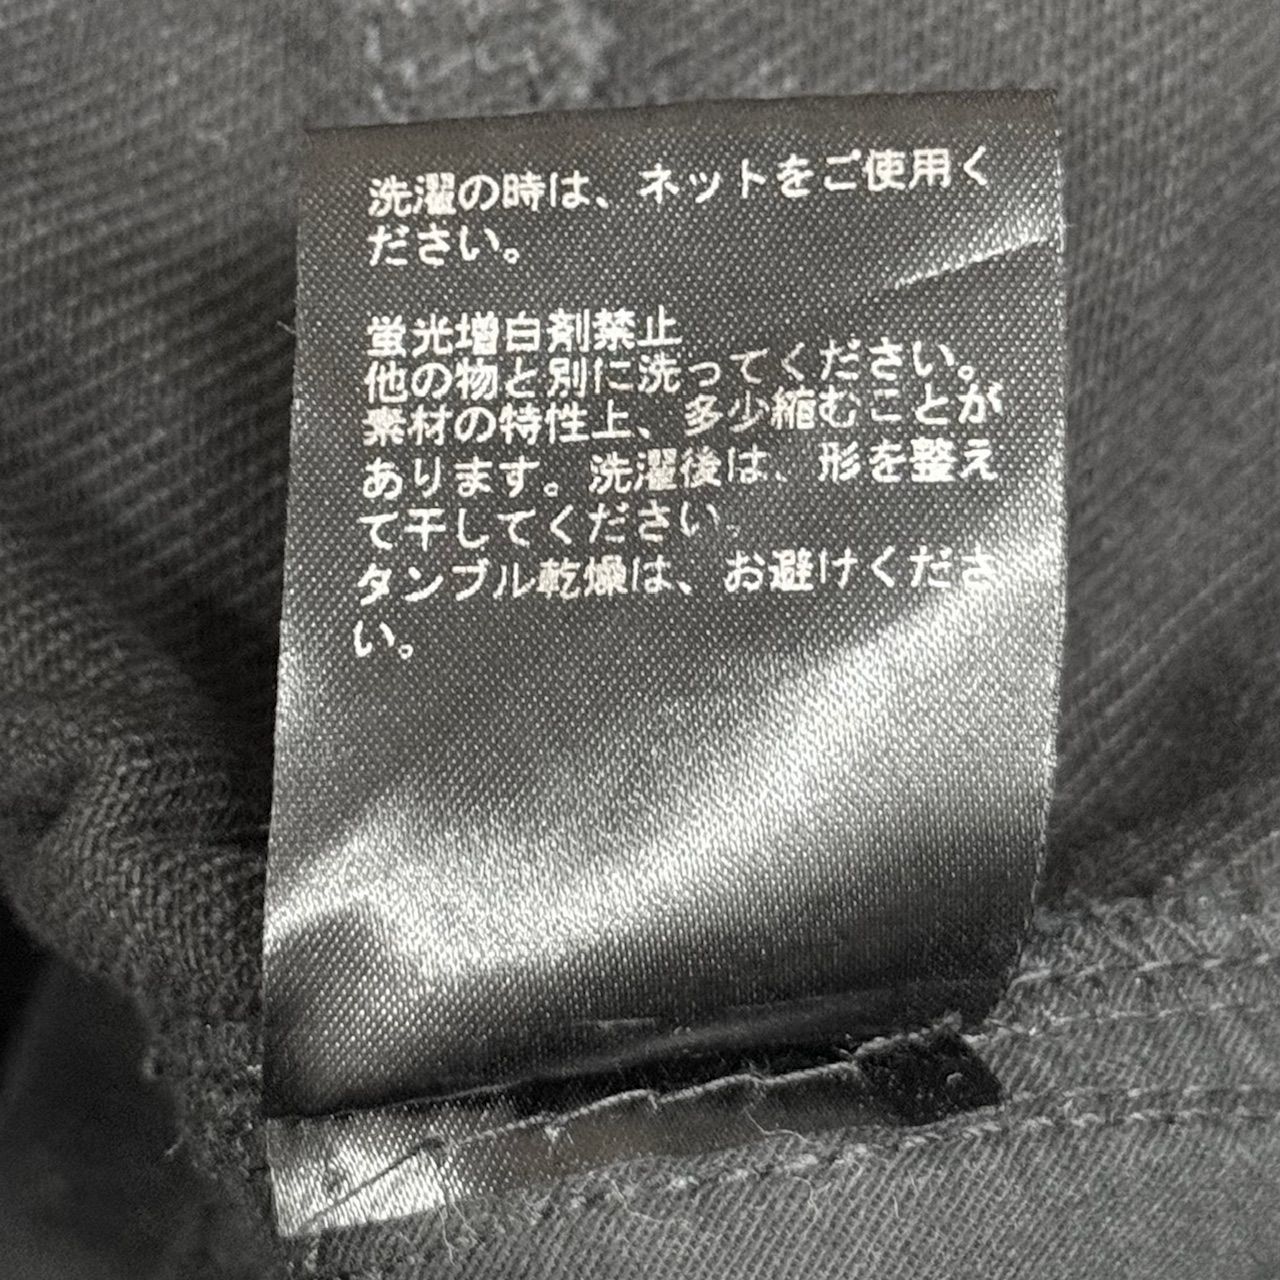 洗濯の時は、ネットをご使用く
ださい。
蛍光増白剤禁止
他の物と別に洗ってください。
素材の特性上、多少縮むことが
あります。洗濯後は、形を整え
て干してください。
タンブル乾燥は、お避けくださ
い。